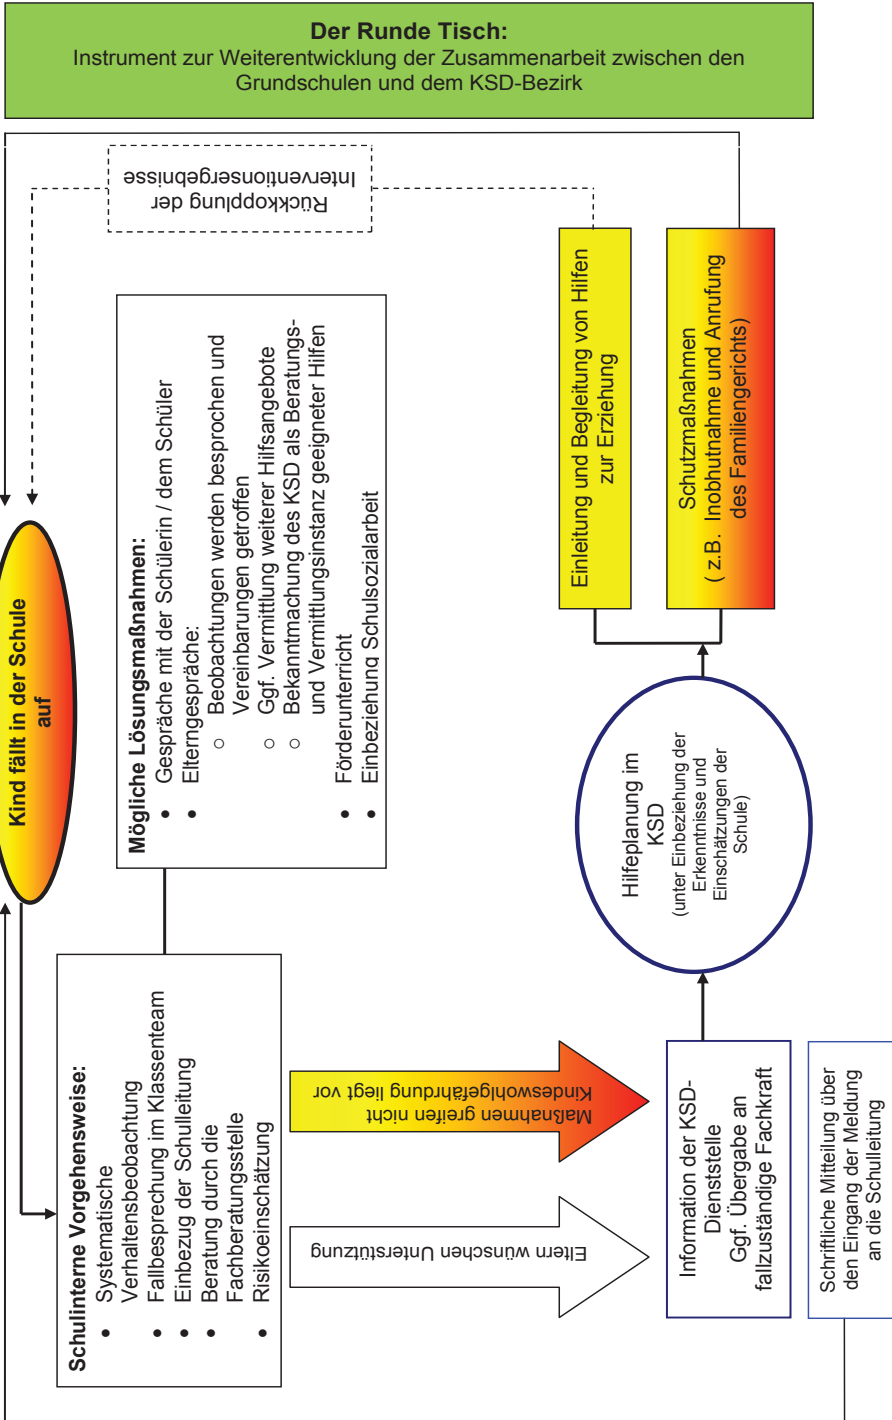 Der Runde Tisch:
Instrument zur Weiterentwicklung der Zusammenarbeit zwischen den
Grundschulen und dem KSD-Bezirk
Kind fällt in der Schule
auf
Schulinterne Vorgehensweise:
• Systematische
Verhaltensbeobachtung
• Fallbesprechung im Klassenteam
• Einbezug der Schulleitung
• Beratung durch die
Fachberatungsstelle
• Risikoeinschätzung
Mögliche Lösungsmaßnahmen:
• Gespräche mit der Schülerin / dem Schüler
• Elterngespräche:
○ Beobachtungen werden besprochen und
Vereinbarungen getroffen
○ Ggf. Vermittlung weiterer Hilfsangebote
○ Bekanntmachung des KSD als Beratungs-
und Vermittlungsinstanz geeigneter Hilfen
• Förderunterricht
• Einbeziehung Schulsozialarbeit
Rückkopplung der
Interventionsergebnisse
Eltern wünschen Unterstützung
Maßnahmen greifen nicht
Kindeswohlgefährdung liegt vor
Information der KSD-
Dienststelle
Ggf. Übergabe an
fallzuständige Fachkraft
Schriftliche Mitteilung über
den Eingang der Meldung
an die Schulleitung
Hilfeplanung im
KSD
(unter Einbeziehung der
Erkenntnisse und
Einschätzungen der
Schule)
Einleitung und Begleitung von Hilfen
zur Erziehung
Schutzmaßnahmen
( z.B. Inobhutnahme und Anrufung
des Familiengerichts)